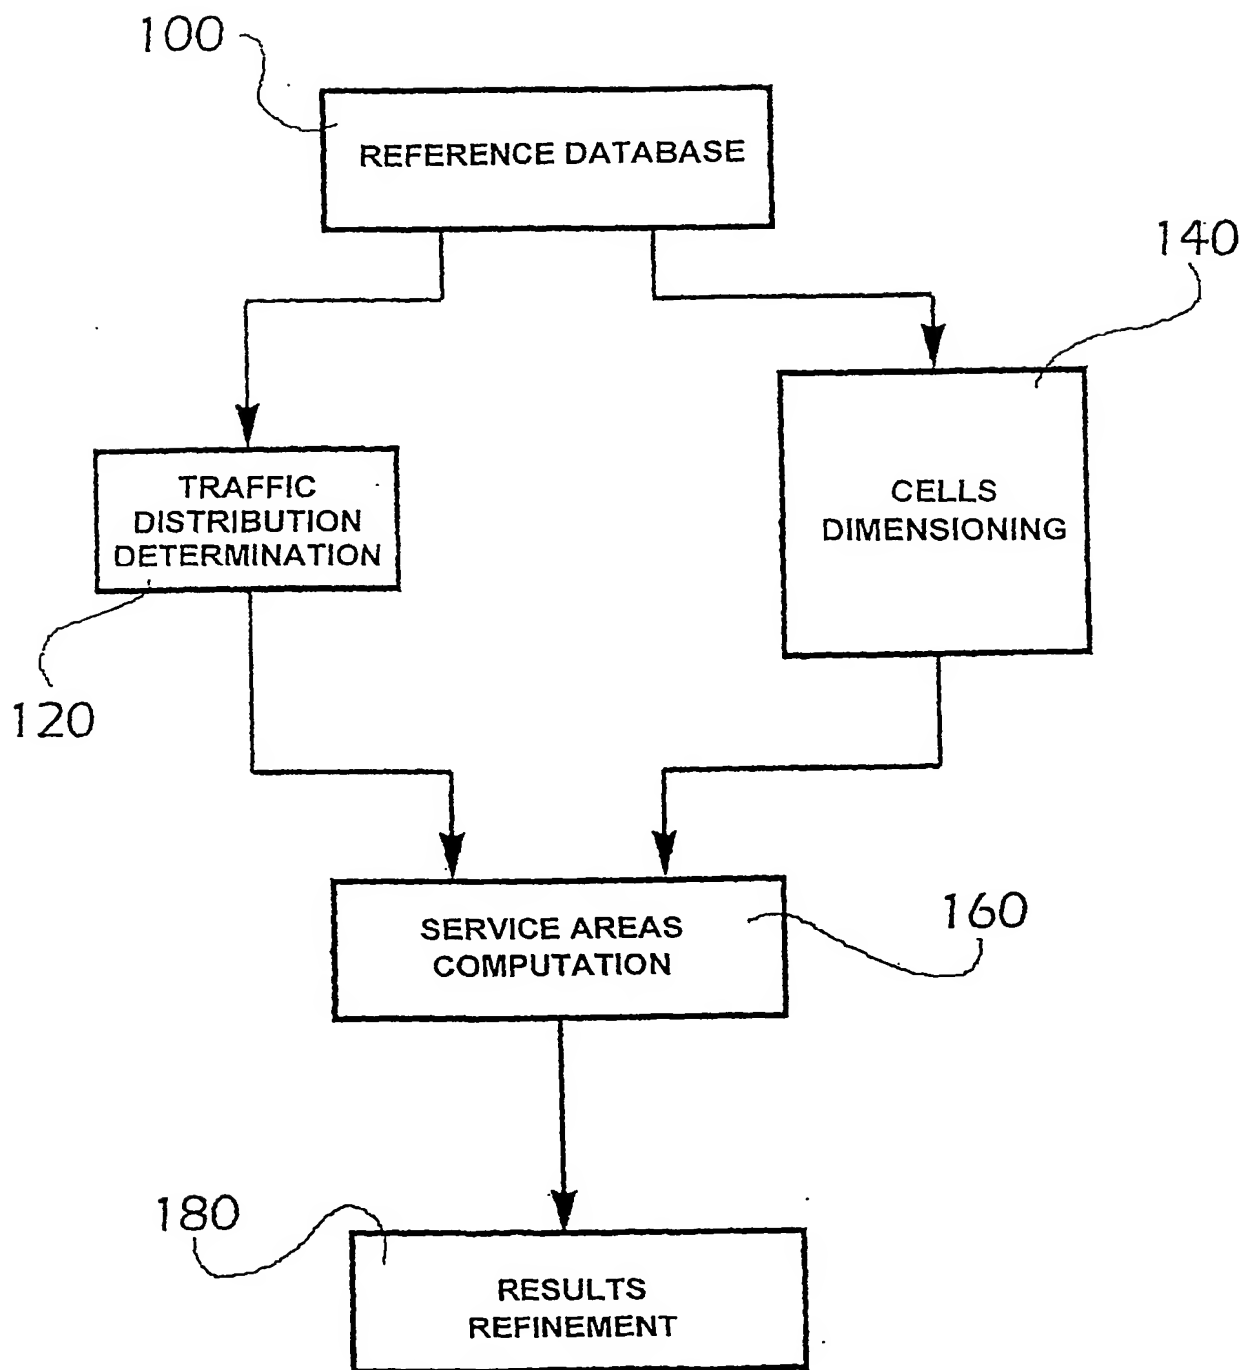 100
REFERENCE DATABASE
140
TRAFFIC
DISTRIBUTION
DETERMINATION
CELLS
DIMENSIONING
120
SERVICE AREAS
COMPUTATION
160
180
RESULTS
REFINEMENT